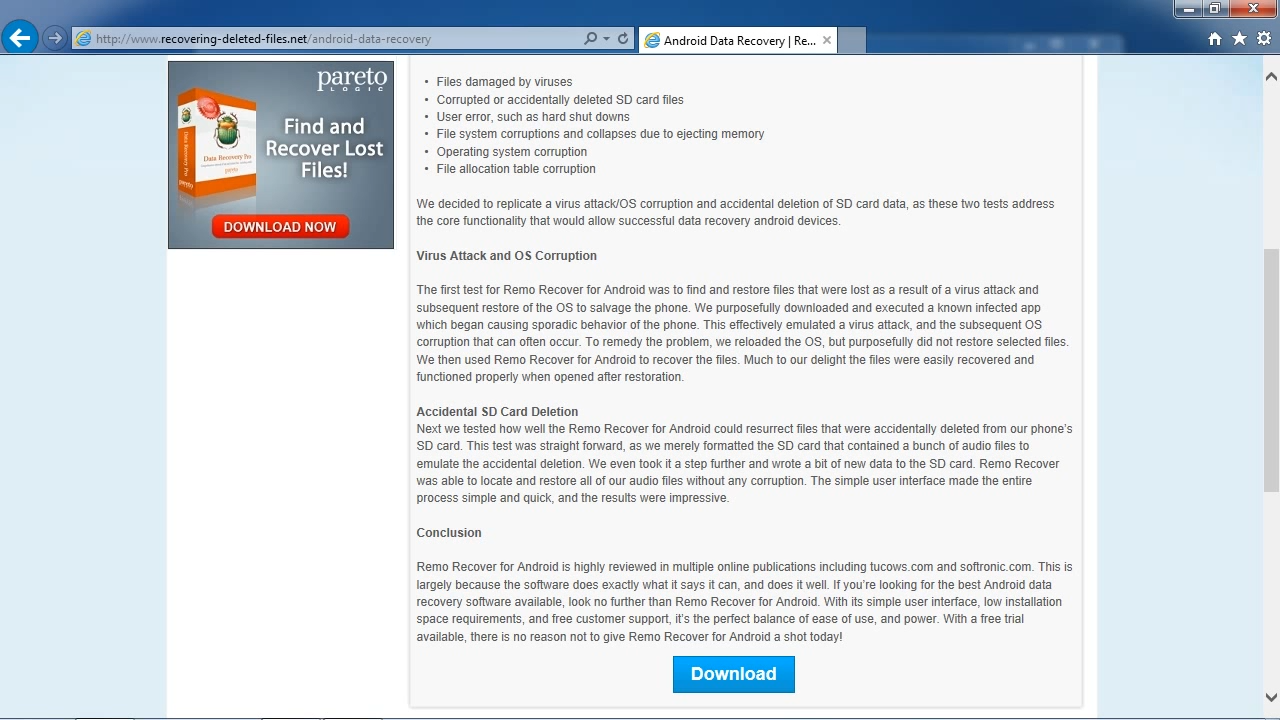 http://www.recovering-deleted-files.net/android-data-recovery
Android Data Recovery | Re...
pareto
LOGIC
Find and
Recover Lost
Files!
Data Recovery Pro
pareto
DOWNLOAD NOW
• Files damaged by viruses
• Corrupted or accidentally deleted SD card files
• User error, such as hard shut downs
• File system corruptions and collapses due to ejecting memory
• Operating system corruption
• File allocation table corruption
We decided to replicate a virus attack/OS corruption and accidental deletion of SD card data, as these two tests address
the core functionality that would allow successful data recovery android devices.
Virus Attack and OS Corruption
The first test for Remo Recover for Android was to find and restore files that were lost as a result of a virus attack and
subsequent restore of the OS to salvage the phone. We purposefully downloaded and executed a known infected app
which began causing sporadic behavior of the phone. This effectively emulated a virus attack, and the subsequent OS
corruption that can often occur. To remedy the problem, we reloaded the OS, but purposefully did not restore selected files.
We then used Remo Recover for Android to recover the files. Much to our delight the files were easily recovered and
functioned properly when opened after restoration.
Accidental SD Card Deletion
Next we tested how well the Remo Recover for Android could resurrect files that were accidentally deleted from our phone's
SD card. This test was straight forward, as we merely formatted the SD card that contained a bunch of audio files to
emulate the accidental deletion. We even took it a step further and wrote a bit of new data to the SD card. Remo Recover
was able to locate and restore all of our audio files without any corruption. The simple user interface made the entire
process simple and quick, and the results were impressive.
Conclusion
Remo Recover for Android is highly reviewed in multiple online publications including tucows.com and softronic.com. This is
largely because the software does exactly what it says it can, and does it well. If you're looking for the best Android data
recovery software available, look no further than Remo Recover for Android. With its simple user interface, low installation
space requirements, and free customer support, it's the perfect balance of ease of use, and power. With a free trial
available, there is no reason not to give Remo Recover for Android a shot today!
Download